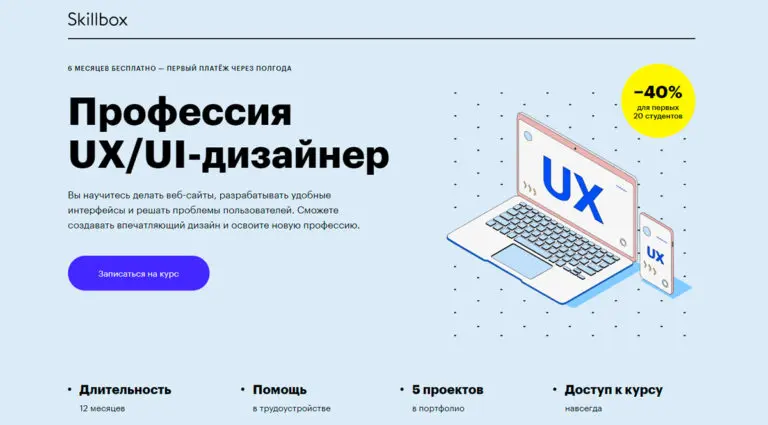 Skillbox
6 МЕСЯЦЕВ БЕСПЛАТНО — ПЕРВЫЙ ПЛАТЁЖ ЧЕРЕЗ ПОЛГОДА
−40%
для первых
20 студентов
Профессия
UX/UI-дизайнер
Вы научитесь делать веб-сайты, разрабатывать удобные
интерфейсы и решать проблемы пользователей. Сможете
создавать впечатляющий дизайн и освоите новую профессию.
Записаться на курс
UX
UX
• Длительность
12 месяцев
• Помощь
в трудоустройстве
• 5 проектов
в портфолио
• Доступ к курсу
навсегда